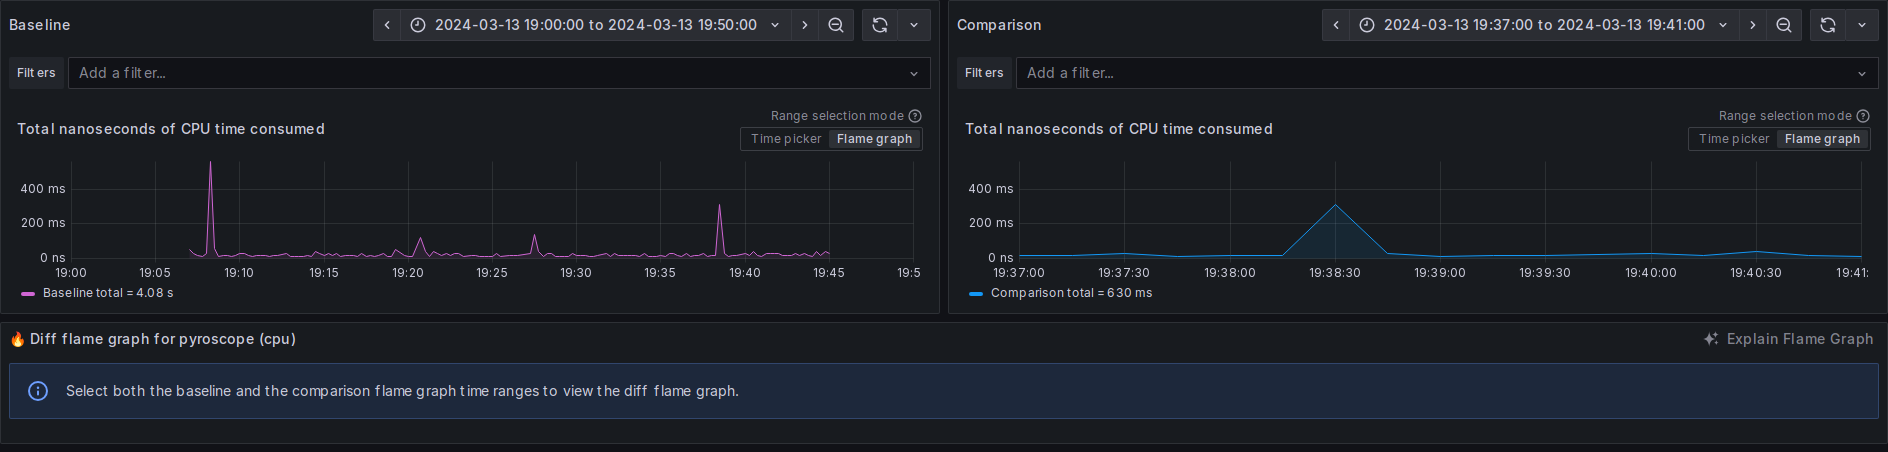 Baseline
2024-03-13 19:00:00 to 2024-03-13 19:50:00
Filters
Add a filter...
Range selection mode
Total nanoseconds of CPU time consumed
Time picker Flame graph
400 ms
200 ms
0 ns
19:00 19:05 19:10 19:15 19:20 19:25 19:30 19:35 19:40 19:45 19:5
Baseline total = 4.08 s
Comparison
2024-03-13 19:37:00 to 2024-03-13 19:41:00
Filters
Add a filter...
Range selection mode
Total nanoseconds of CPU time consumed
Time picker Flame graph
400 ms
200 ms
0 ns
19:37:00 19:37:30 19:38:00 19:38:30 19:39:00 19:39:30 19:40:00 19:40:30 19:41:
Comparison total = 630 ms
🔥 Diff flame graph for pyroscope (cpu)
Explain Flame Graph
Select both the baseline and the comparison flame graph time ranges to view the diff flame graph.